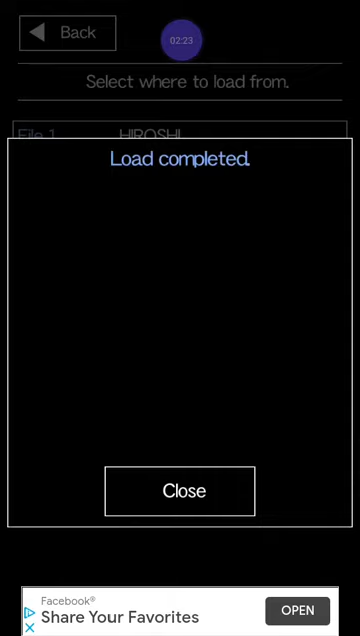 Back
02:23
Select where to load from.
File 1 HIROSHI
Load completed.
Close
Facebook®
Share Your Favorites
OPEN